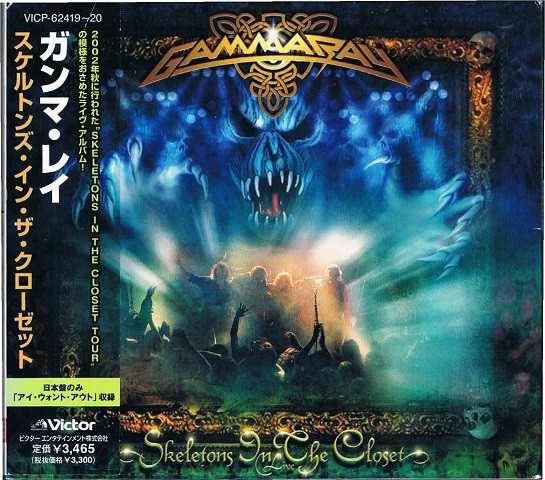 VICP-62419~20
ガンマ・レイ
スケルトンズ・イン・ザ・クローゼット
2002年秋に行われた"SKELETONS IN THE CLOSET TOUR"
の模様をおさめたライヴ・アルバム!
日本盤のみ
「アイ・ウォント・アウト」収録
Victor
ビクター エンタテインメント株式会社
定価¥3,465
(税抜価格¥3,300)
GAMMARAY
Skeletons In The Closet
Live